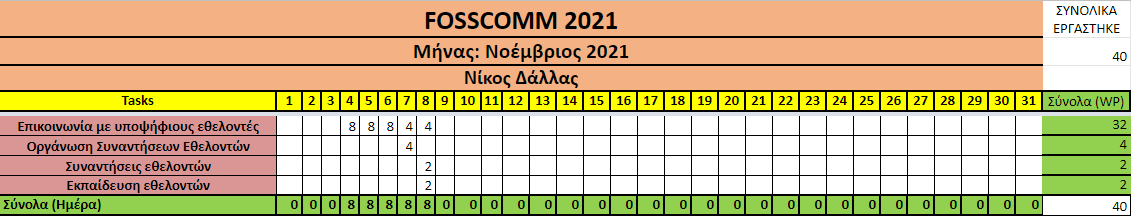 FOSSCOMM 2021
ΣΥΝΟΛΙΚΑ
ΕΡΓΑΣΤΗΚΕ
Μήνας: Νοέμβριος 2021
40
Νίκος Δάλλας
Tasks 1 2 3 4 5 6 7 8 9 10 11 12 13 14 15 16 17 18 19 20 21 22 23 24 25 26 27 28 29 30 31 Σύνολα (WP)
Επικοινωνία με υποψήφιους εθελοντές 8 8 8 4 4 32
Οργάνωση Συναντήσεων Εθελοντών 4 4
Συναντήσεις εθελοντών 2 2
Εκπαίδευση εθελοντών 2 2
Σύνολα (Ημέρα) 0 0 0 8 8 8 8 8 0 0 0 0 0 0 0 0 0 0 0 0 0 0 0 0 0 0 0 0 0 0 0 40